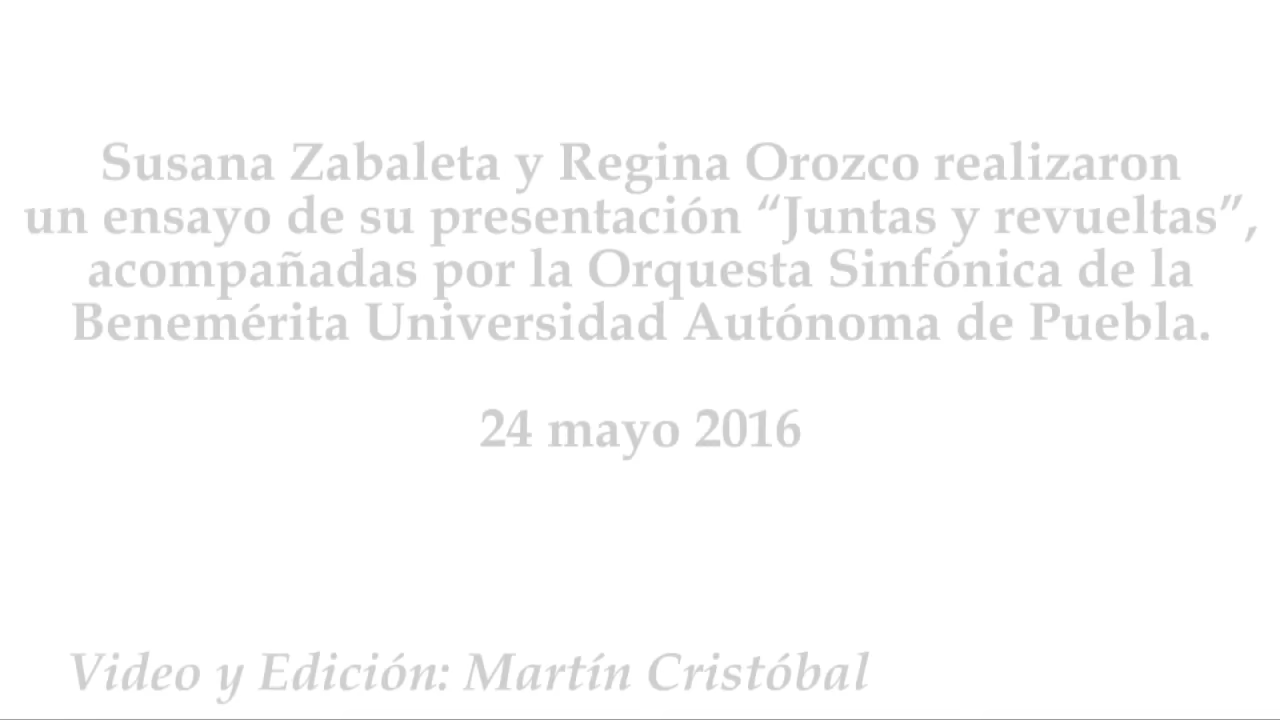 Susana Zabaleta y Regina Orozco realizaron
un ensayo de su presentación “Juntas y revueltas”,
acompañadas por la Orquesta Sinfónica de la
Benemérita Universidad Autónoma de Puebla.
24 mayo 2016
Video y Edición: Martín Cristóbal